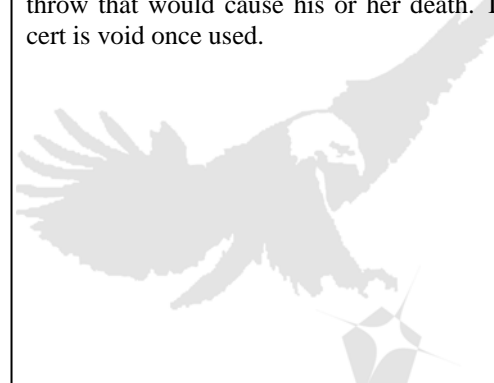 throw that would cause his or her death.
cert is void once used.